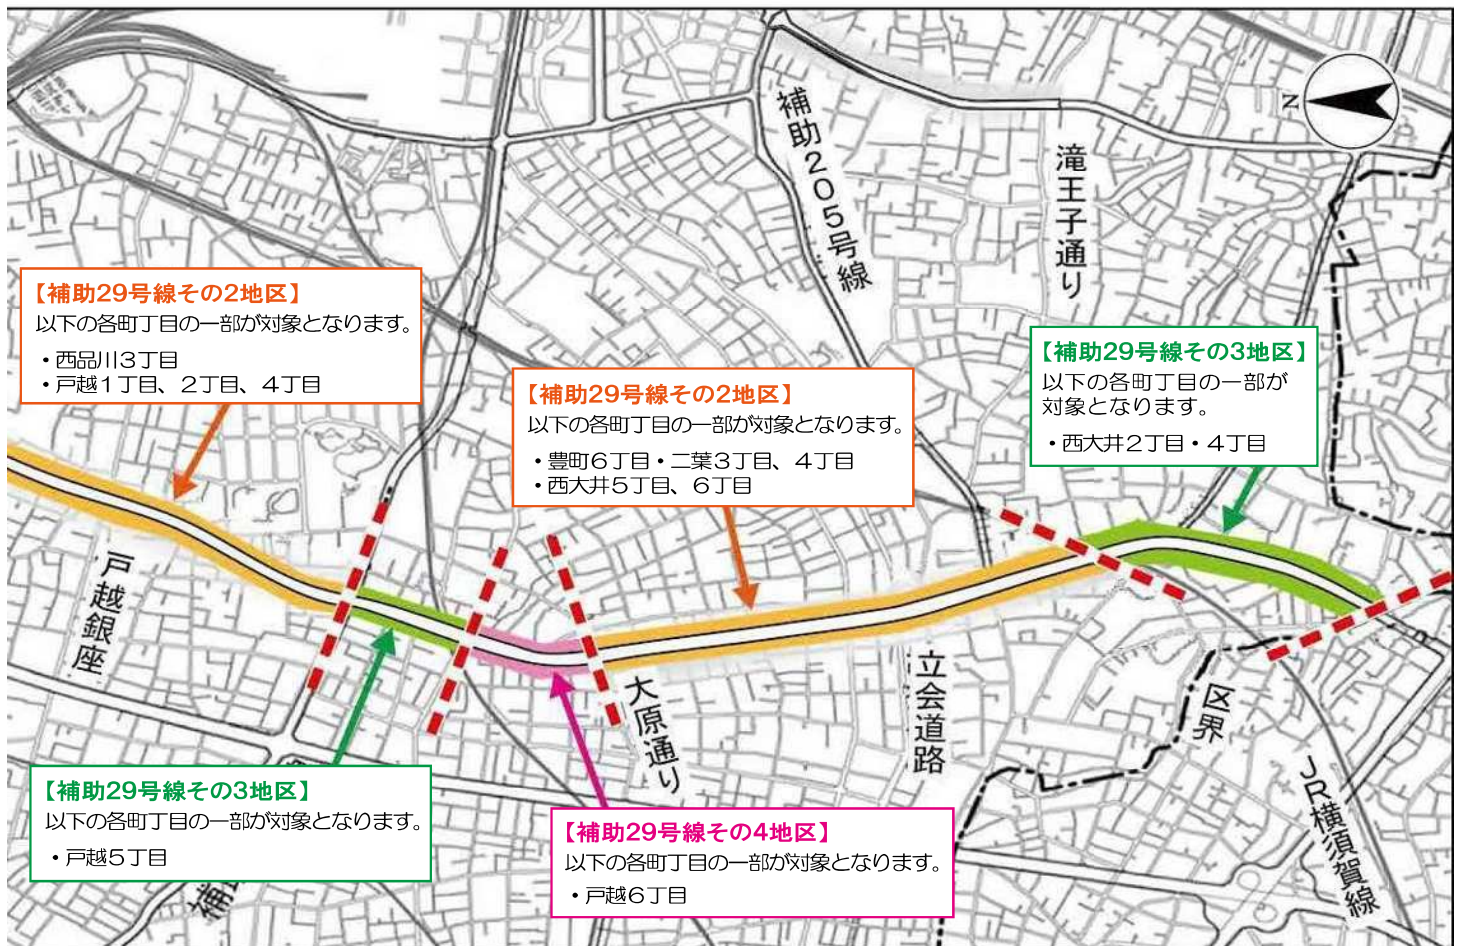 補助205号線
滝王子通り
N
【補助29号線その2地区】
以下の各町丁目の一部が対象となります。
・西品川3丁目
・戸越1丁目、2丁目、4丁目
【補助29号線その2地区】
以下の各町丁目の一部が対象となります。
・豊町6丁目・二葉3丁目、4丁目
・西大井5丁目、6丁目
【補助29号線その3地区】
以下の各町丁目の一部が
対象となります。
・西大井2丁目・4丁目
戸越銀座
大原通り
立会道路
区界
JR横須賀線
【補助29号線その3地区】
以下の各町丁目の一部が対象となります。
・戸越5丁目
補
【補助29号線その4地区】
以下の各町丁目の一部が対象となります。
・戸越6丁目